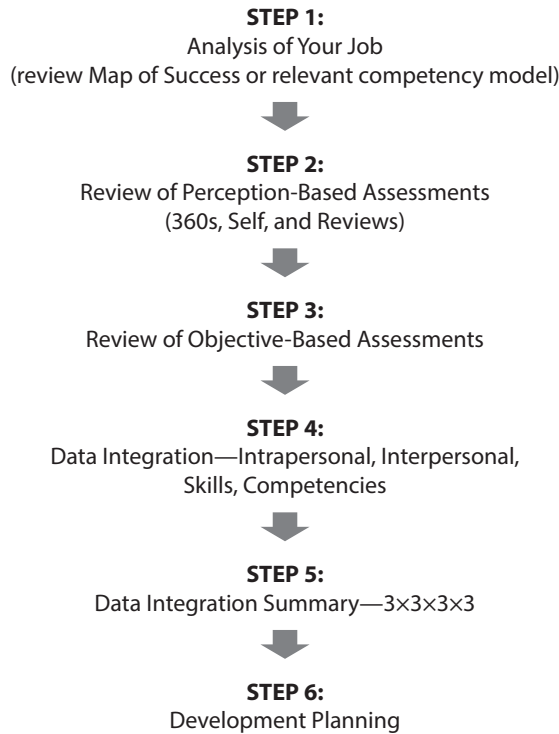 STEP 1:
Analysis of Your Job
(review Map of Success or relevant competency model)
STEP 2:
Review of Perception-Based Assessments
(360s, Self, and Reviews)
STEP 3:
Review of Objective-Based Assessments
STEP 4:
Data Integration—Intrapersonal, Interpersonal,
Skills, Competencies
STEP 5:
Data Integration Summary—3×3×3×3
STEP 6:
Development Planning